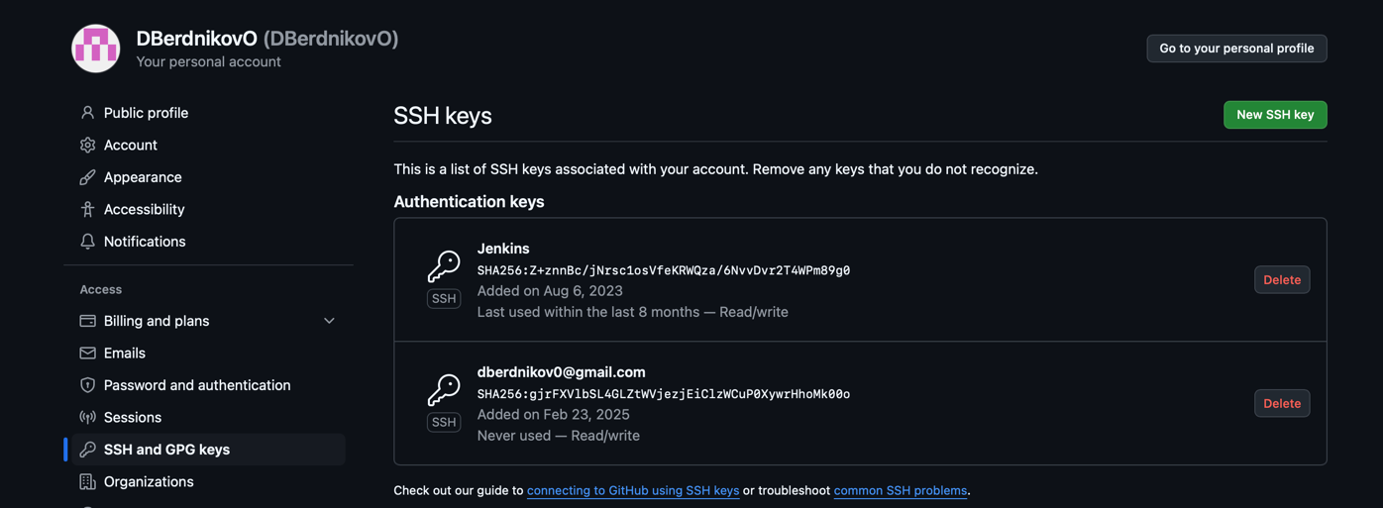 DBerdnikovO (DBerdnikovO)
Your personal account
Go to your personal profile
Public profile
Account
Appearance
Accessibility
Notifications
Access
Billing and plans
Emails
Password and authentication
Sessions
SSH and GPG keys
Organizations
SSH keys
New SSH key
This is a list of SSH keys associated with your account. Remove any keys that you do not recognize.
Authentication keys
Jenkins
SHA256:Z+znnBc/jNrsc1osVfeKRWQza/6NvvDvr2T4WPm89g0
SSH
Added on Aug 6, 2023
Last used within the last 8 months — Read/write
Delete
dberdnikov0@gmail.com
SHA256:gjrFXVlbSL4GLZtWVjezjEiClzWCuP0XywrHhoMk00o
SSH
Added on Feb 23, 2025
Never used — Read/write
Delete
Check out our guide to connecting to GitHub using SSH keys or troubleshoot common SSH problems.